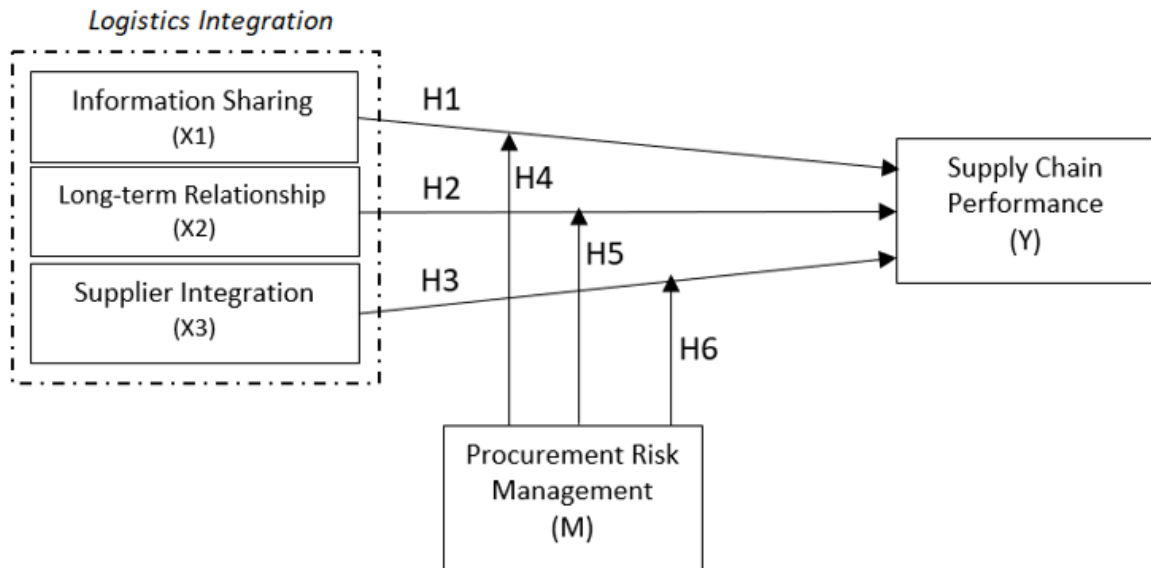 Logistics Integration
Information Sharing
(X1)
Long-term Relationship
(X2)
Supplier Integration
(X3)
H1
H2
H3
H4
H5
H6
Supply Chain
Performance
(Y)
Procurement Risk
Management
(M)